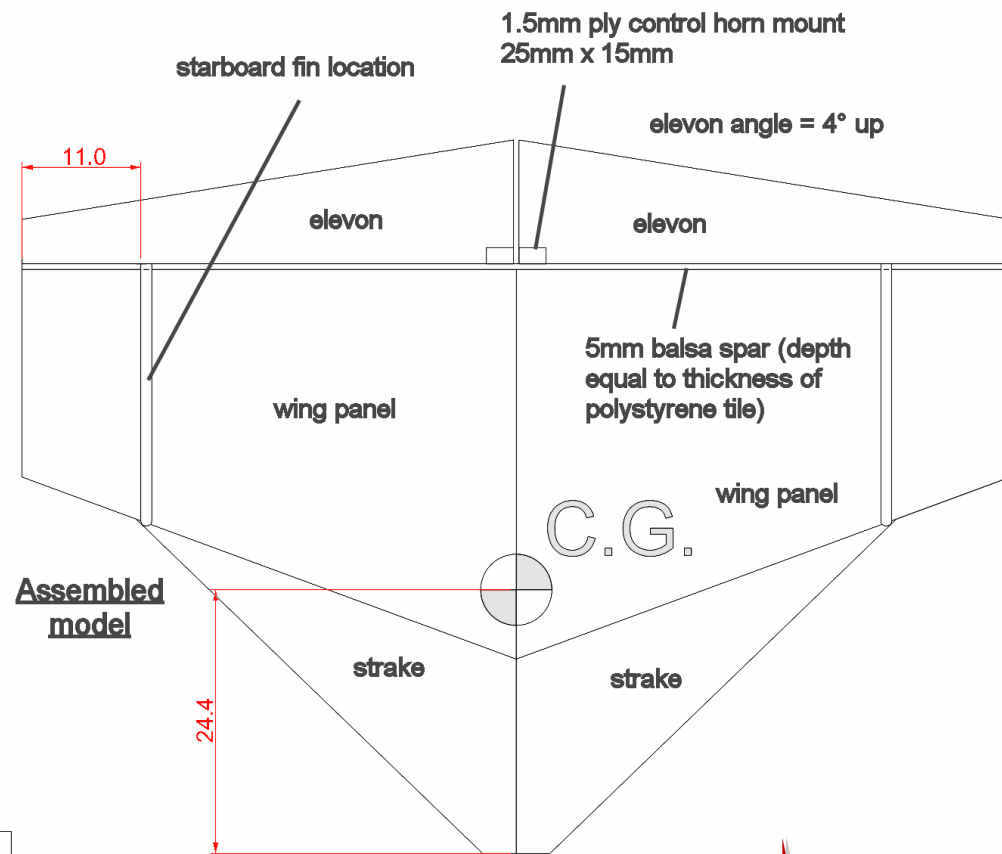 1.5mm ply control horn mount
25mm x 15mm
starboard fin location
elevon angle = 4° up
11.0
elevon
elevon
5mm balsa spar (depth
equal to thickness of
polystyrene tile)
wing panel
wing panel
C.G.
Assembled
model
strake
strake
24.4